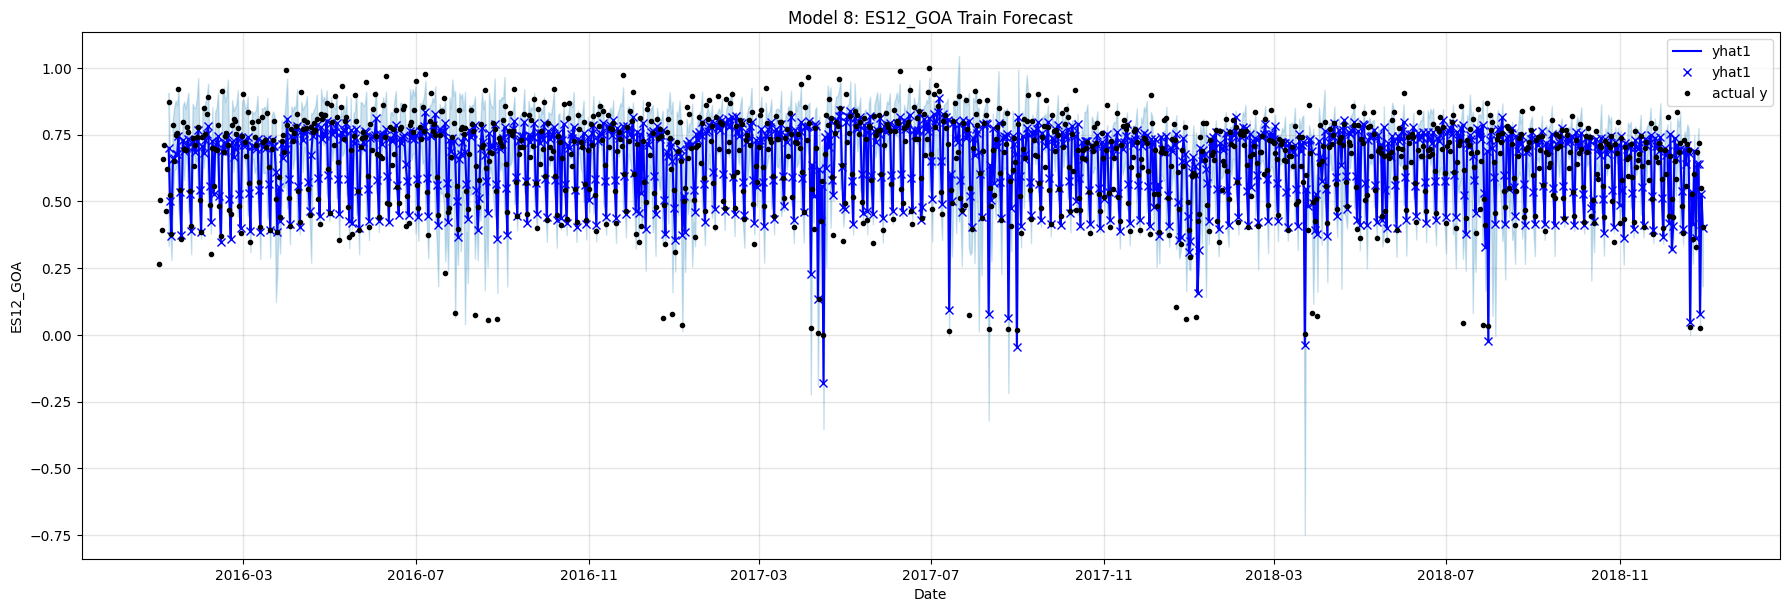 Model 8: ES12_GOA Train Forecast
yhat1
yhat1
actual y
1.00
0.75
0.50
0.25
0.00
−0.25
−0.50
−0.75
ES12_GOA
2016-03
2016-07
2016-11
2017-03
2017-07
2017-11
2018-03
2018-07
2018-11
Date